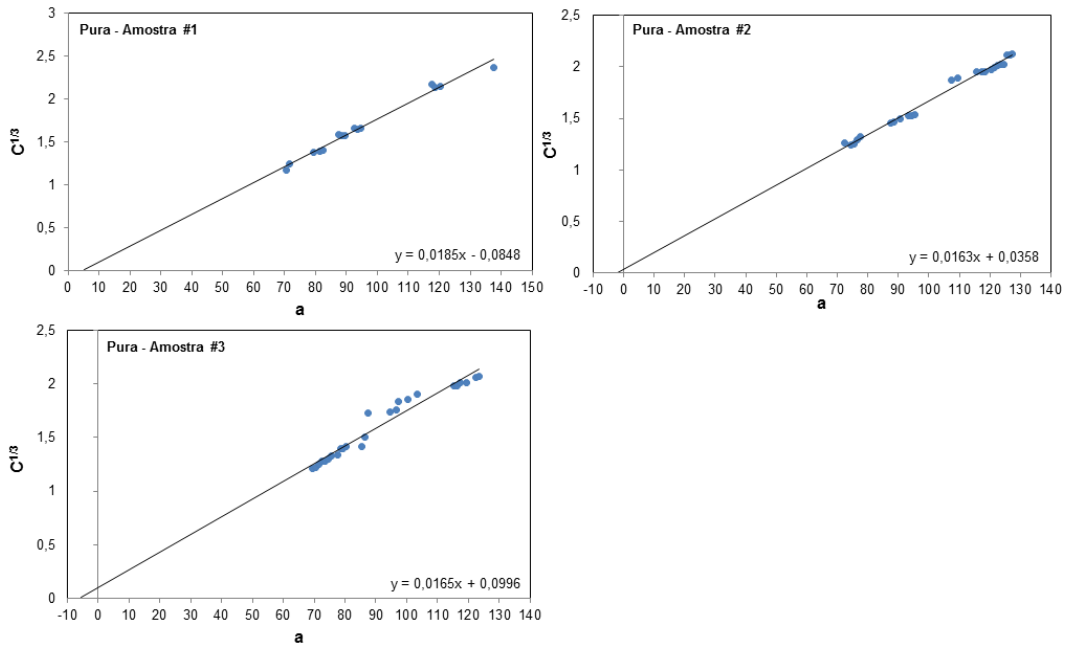 Pura - Amostra #1
3
2,5
2
1,5
1
0,5
0
C1/3
0 10 20 30 40 50 60 70 80 90 100 110 120 130 140 150
a
y = 0,0185x - 0,0848
Pura - Amostra #2
2,5
2
1,5
1
0,5
0
C1/3
-10 0 10 20 30 40 50 60 70 80 90 100 110 120 130 140
a
y = 0,0163x + 0,0358
Pura - Amostra #3
2,5
2
1,5
1
0,5
0
C1/3
-10 0 10 20 30 40 50 60 70 80 90 100 110 120 130 140
a
y = 0,0165x + 0,0996